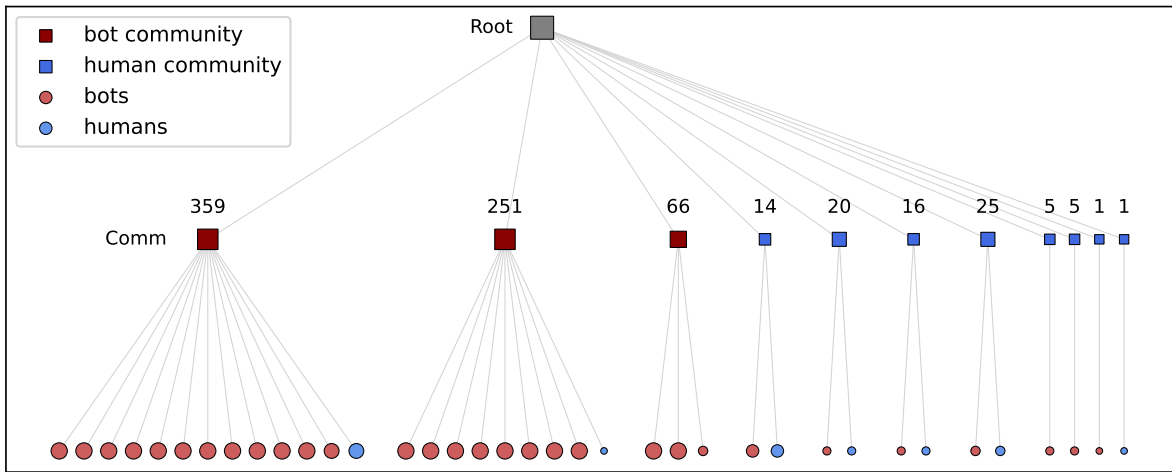 Root
bot community
human community
bots
humans
359 251 66 14 20 16 25 5 5 1 1
Comm